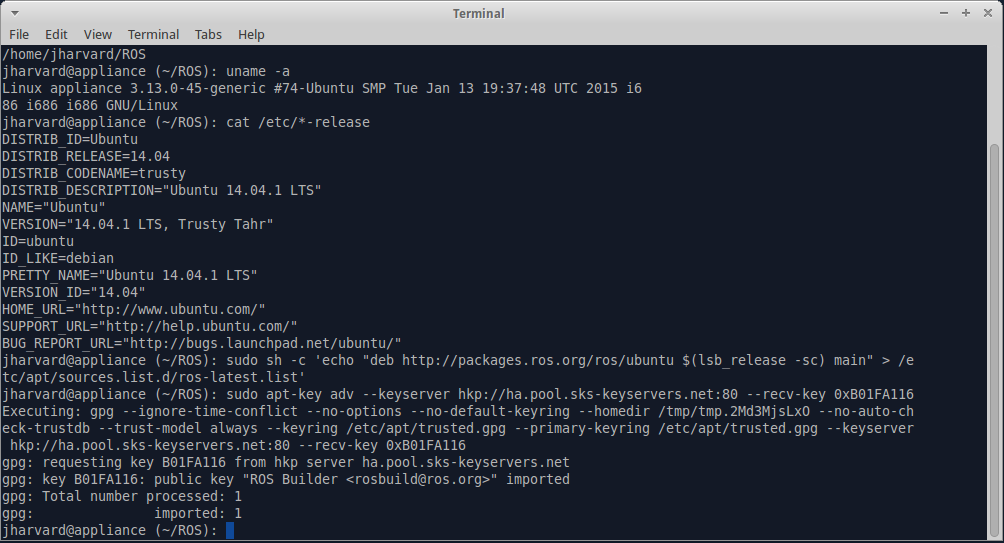 Terminal
File Edit View Terminal Tabs Help
/home/jharvard/ROS
jharvard@appliance (~/ROS): uname -a
Linux appliance 3.13.0-45-generic #74-Ubuntu SMP Tue Jan 13 19:37:48 UTC 2015 i6
86 i686 i686 GNU/Linux
jharvard@appliance (~/ROS): cat /etc/*-release
DISTRIB_ID=Ubuntu
DISTRIB_RELEASE=14.04
DISTRIB_CODENAME=trusty
DISTRIB_DESCRIPTION="Ubuntu 14.04.1 LTS"
NAME="Ubuntu"
VERSION="14.04.1 LTS, Trusty Tahr"
ID=ubuntu
ID_LIKE=debian
PRETTY_NAME="Ubuntu 14.04.1 LTS"
VERSION_ID="14.04"
HOME_URL="http://www.ubuntu.com/"
SUPPORT_URL="http://help.ubuntu.com/"
BUG_REPORT_URL="http://bugs.launchpad.net/ubuntu/"
jharvard@appliance (~/ROS): sudo sh -c 'echo "deb http://packages.ros.org/ros/ubuntu $(lsb_release -sc) main" > /e
tc/apt/sources.list.d/ros-latest.list'
jharvard@appliance (~/ROS): sudo apt-key adv --keyserver hkp://ha.pool.sks-keyservers.net:80 --recv-key 0xB01FA116
Executing: gpg --ignore-time-conflict --no-options --no-default-keyring --homedir /tmp/tmp.2Md3MjsLxO --no-auto-ch
eck-trustdb --trust-model always --keyring /etc/apt/trusted.gpg --primary-keyring /etc/apt/trusted.gpg --keyserver
 hkp://ha.pool.sks-keyservers.net:80 --recv-key 0xB01FA116
gpg: requesting key B01FA116 from hkp server ha.pool.sks-keyservers.net
gpg: key B01FA116: public key "ROS Builder <rosbuild@ros.org>" imported
gpg: Total number processed: 1
gpg:               imported: 1
jharvard@appliance (~/ROS):